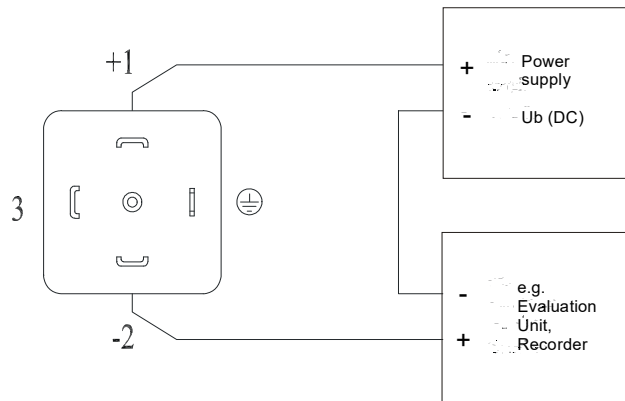 +1
3
-2
+ Power
supply
- Ub (DC)
- e.g.
Evaluation
Unit,
+ Recorder